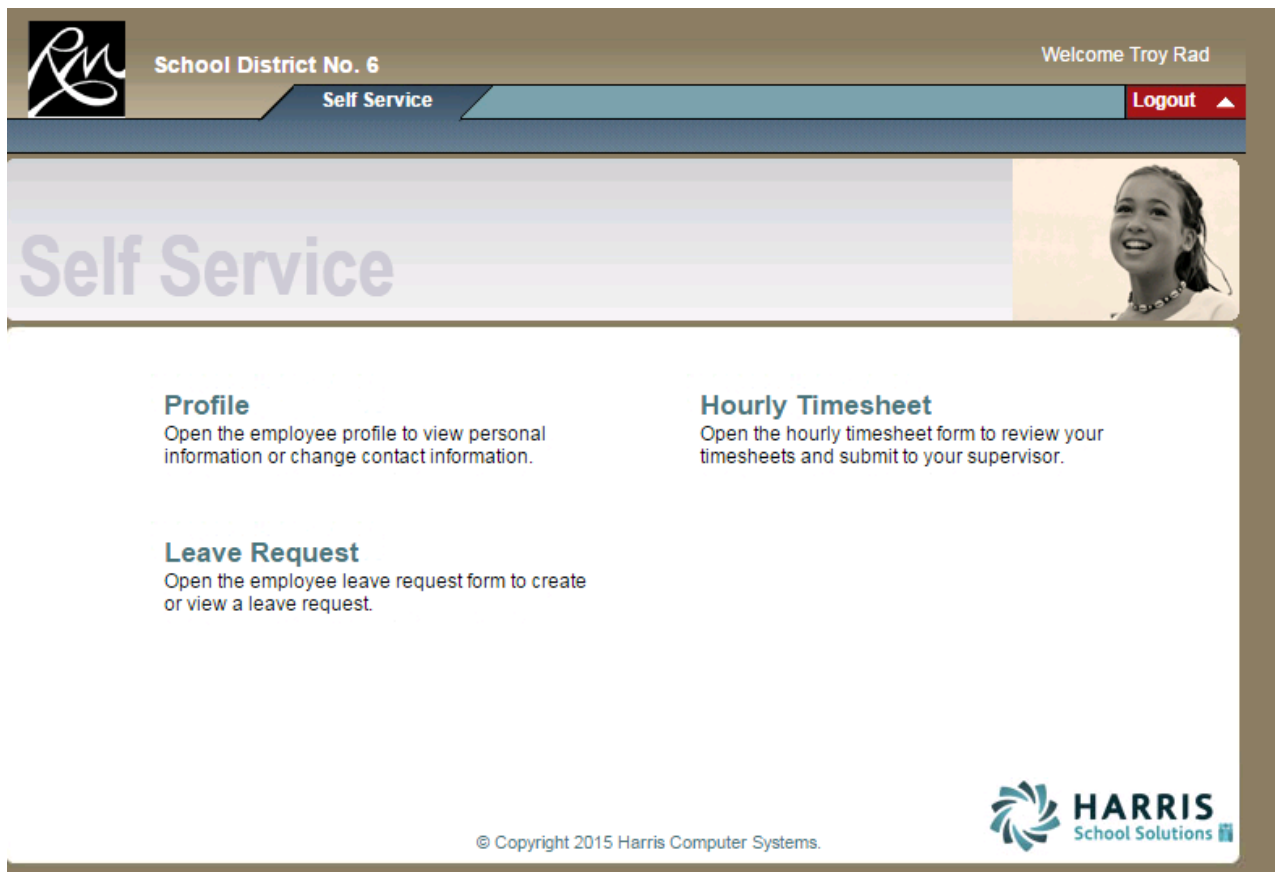 RM
School District No. 6
Welcome Troy Rad
Self Service
Logout
Self Service
Profile
Open the employee profile to view personal
information or change contact information.
Hourly Timesheet
Open the hourly timesheet form to review your
timesheets and submit to your supervisor.
Leave Request
Open the employee leave request form to create
or view a leave request.
HARRIS
School Solutions
© Copyright 2015 Harris Computer Systems.